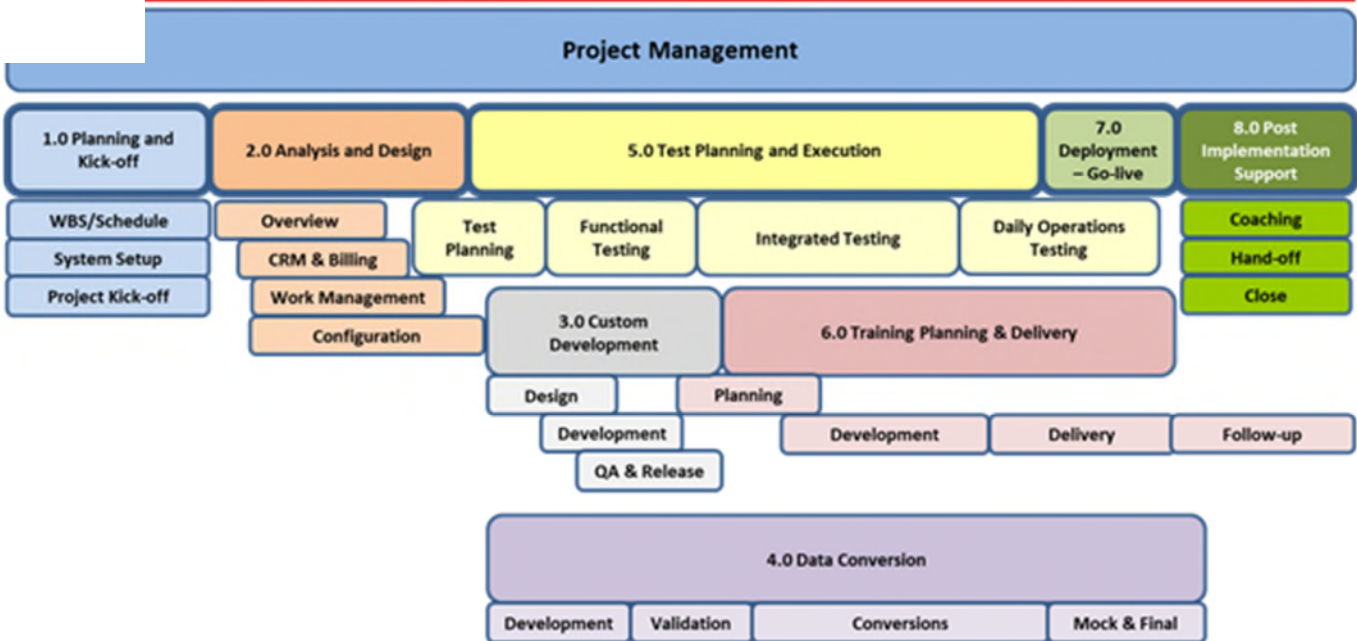 Project Management
1.0 Planning and
Kick-off
2.0 Analysis and Design
5.0 Test Planning and Execution
7.0
Deployment
– Go-live
8.0 Post
Implementation
Support
WBS/Schedule
System Setup
Project Kick-off
Overview
CRM & Billing
Work Management
Configuration
Test
Planning
Functional
Testing
Integrated Testing
Daily Operations
Testing
Coaching
Hand-off
Close
3.0 Custom
Development
6.0 Training Planning & Delivery
Design
Development
QA & Release
Planning
Development
Delivery
Follow-up
4.0 Data Conversion
Development
Validation
Conversions
Mock & Final